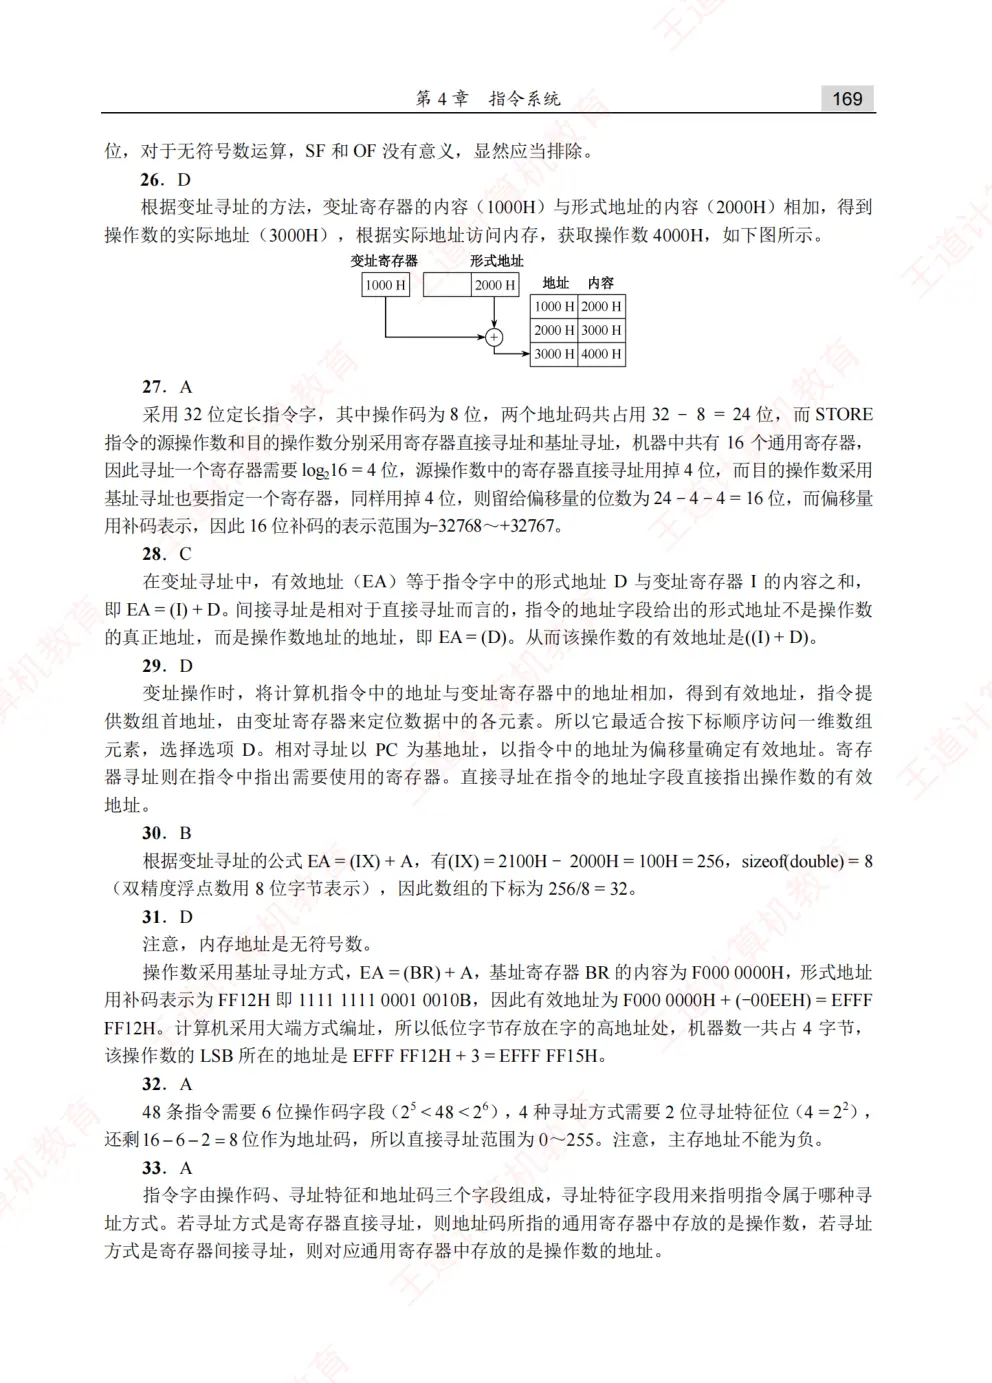 第 4 章 指令系统 169
位，对于无符号数运算，SF 和 OF 没有意义，显然应当排除。
26．D
根据变址寻址的方法，变址寄存器的内容（1000H）与形式地址的内容（2000H）相加，得到
操作数的实际地址（3000H），根据实际地址访问内存，获取操作数 4000H，如下图所示。
变址寄存器 形式地址
1000 H 2000 H 地址 内容
1000 H 2000 H
2000 H 3000 H
+
3000 H 4000 H
27．A
采用 32 位定长指令字，其中操作码为 8 位，两个地址码共占用 32 − 8 = 24 位，而 STORE
指令的源操作数和目的操作数分别采用寄存器直接寻址和基址寻址，机器中共有 16 个通用寄存器，
因此寻址一个寄存器需要 log₂16 = 4 位，源操作数中的寄存器直接寻址用掉 4 位，而目的操作数采用
基址寻址也要指定一个寄存器，同样用掉 4 位，则留给偏移量的位数为 24 − 4 − 4 = 16 位，而偏移量
用补码表示，因此 16 位补码的表示范围为−32768～+32767。
28．C
在变址寻址中，有效地址（EA）等于指令字中的形式地址 D 与变址寄存器 I 的内容之和，
即 EA = (I) + D。间接寻址是相对于直接寻址而言的，指令的地址字段给出的形式地址不是操作数
的真正地址，而是操作数地址的地址，即 EA = (D)。从而该操作数的有效地址是((I) + D)。
29．D
变址操作时，将计算机指令中的地址与变址寄存器中的地址相加，得到有效地址，指令提
供数组首地址，由变址寄存器来定位数据中的各元素。所以它最适合按下标顺序访问一维数组
元素，选择选项 D。相对寻址以 PC 为基地址，以指令中的地址为偏移量确定有效地址。寄存
器寻址则在指令中指出需要使用的寄存器。直接寻址在指令的地址字段直接指出操作数的有效
地址。
30．B
根据变址寻址的公式 EA = (IX) + A，有(IX) = 2100H − 2000H = 100H = 256，sizeof(double) = 8
（双精度浮点数用 8 位字节表示），因此数组的下标为 256/8 = 32。
31．D
注意，内存地址是无符号数。
操作数采用基址寻址方式，EA = (BR) + A，基址寄存器 BR 的内容为 F000 0000H，形式地址
用补码表示为 FF12H 即 1111 1111 0001 0010B，因此有效地址为 F000 0000H + (−00EEH) = EFFF
FF12H。计算机采用大端方式编址，所以低位字节存放在字的高地址处，机器数一共占 4 字节，
该操作数的 LSB 所在的地址是 EFFF FF12H + 3 = EFFF FF15H。
32．A
48 条指令需要 6 位操作码字段（2⁵ < 48 < 2⁶），4 种寻址方式需要 2 位寻址特征位（4 = 2²），
还剩16 − 6 − 2 = 8位作为地址码，所以直接寻址范围为 0～255。注意，主存地址不能为负。
33．A
指令字由操作码、寻址特征和地址码三个字段组成，寻址特征字段用来指明指令属于哪种寻
址方式。若寻址方式是寄存器直接寻址，则地址码所指的通用寄存器中存放的是操作数，若寻址
方式是寄存器间接寻址，则对应通用寄存器中存放的是操作数的地址。
王道计算机教育